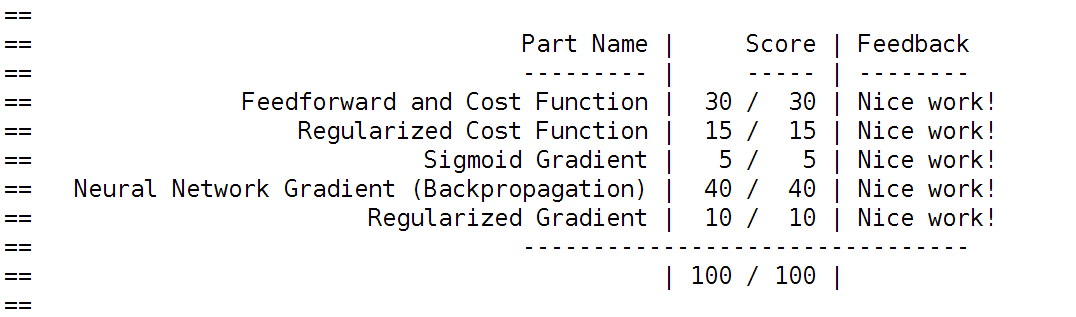 ==
==                                     Part Name |     Score | Feedback
==                                     --------- |     ----- | --------
==               Feedforward and Cost Function |  30 /  30 | Nice work!
==                   Regularized Cost Function |  15 /  15 | Nice work!
==                            Sigmoid Gradient |   5 /   5 | Nice work!
==   Neural Network Gradient (Backpropagation) |  40 /  40 | Nice work!
==                        Regularized Gradient |  10 /  10 | Nice work!
==                                   --------------------------------
==                                             | 100 / 100 |
==